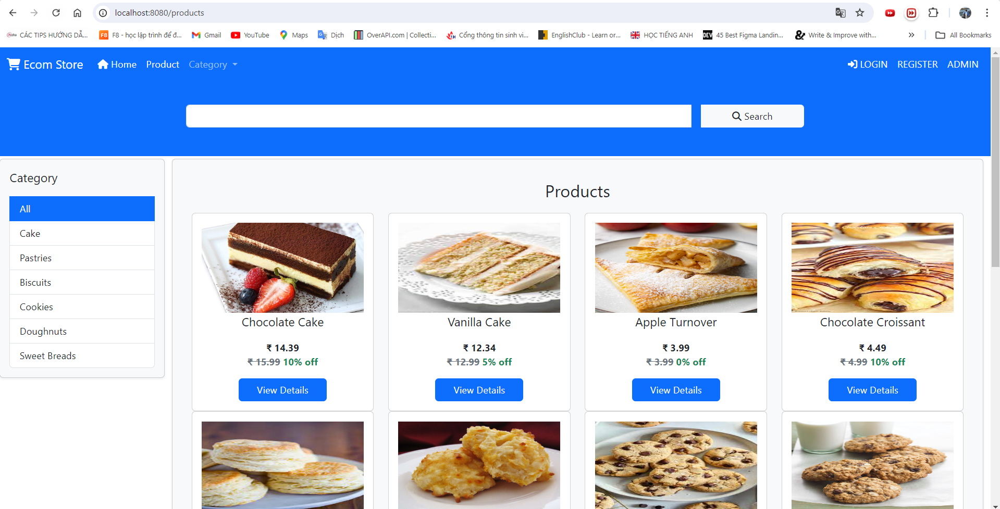 localhost:8080/products
CÁC TIPS HƯỚNG DẪ...
F8 - học lập trình để đ...
Gmail
YouTube
Maps
Dịch
OverAPI.com | Collecti...
Cổng thông tin sinh vi...
EnglishClub - Learn or...
HỌC TIẾNG ANH
DEV
45 Best Figma Landin...
Write & Improve with...
All Bookmarks
Ecom Store
Home
Product
Category
LOGIN
REGISTER
ADMIN
Search
Category
All
Cake
Pastries
Biscuits
Cookies
Doughnuts
Sweet Breads
Products
Chocolate Cake
₹ 14.39
₹ 15.99 10% off
View Details
Vanilla Cake
₹ 12.34
₹ 12.99 5% off
View Details
Apple Turnover
₹ 3.99
₹ 3.99 0% off
View Details
Chocolate Croissant
₹ 4.49
₹ 4.99 10% off
View Details